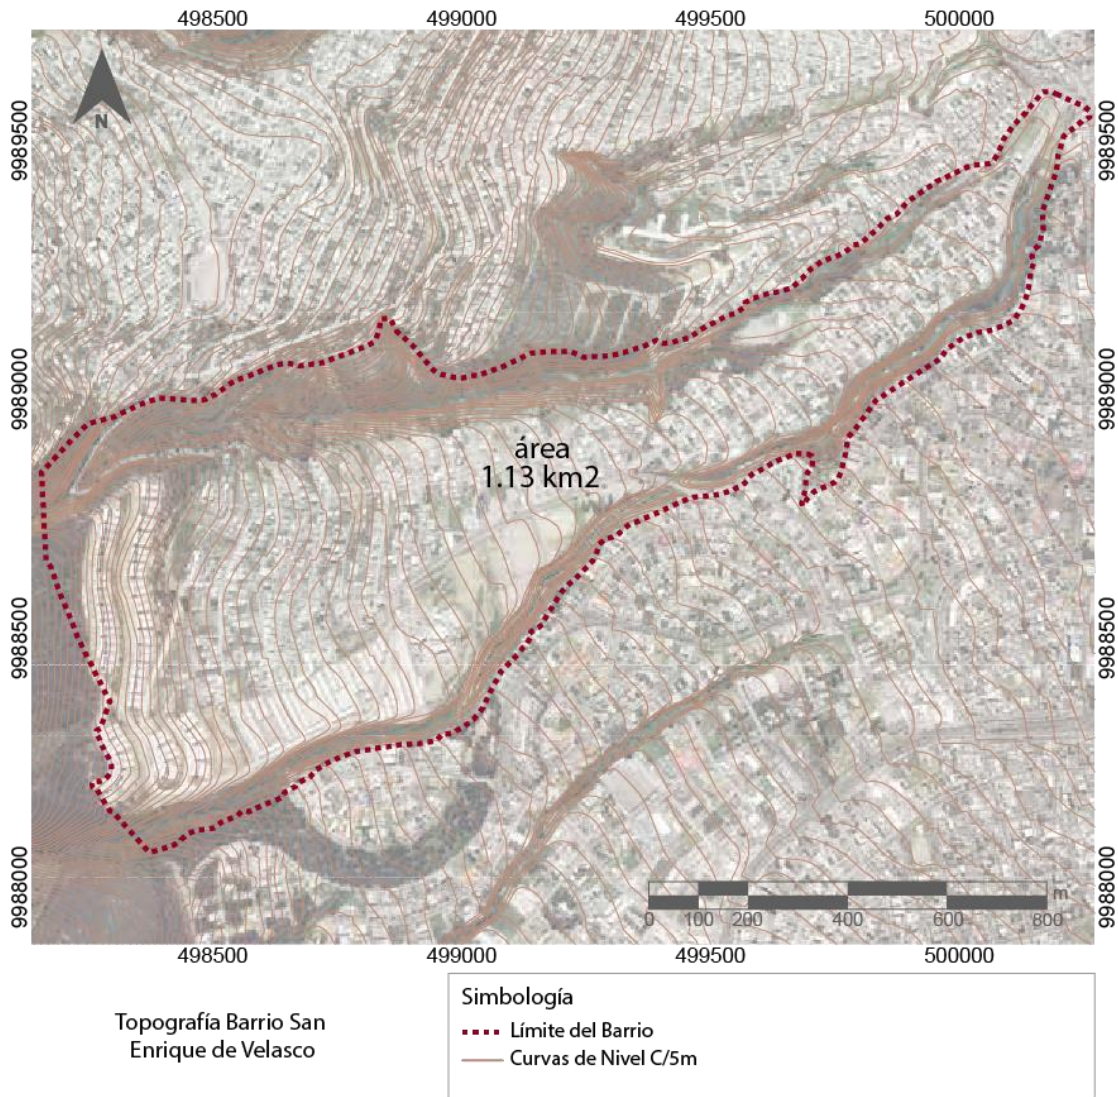 498500 499000 499500 500000
9989500
9989500
N
9989000
9989000
área
1.13 km2
9988500
9988500
9988000
9988000
m
0 100 200 400 600 800
498500 499000 499500 500000
Topografía Barrio San
Enrique de Velasco
Simbología
Límite del Barrio
Curvas de Nivel C/5m